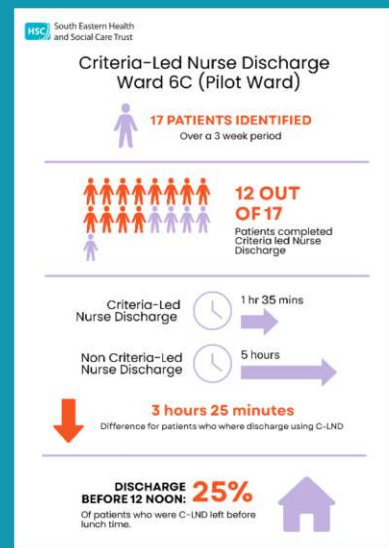 HSC South Eastern Health
and Social Care Trust
Criteria-Led Nurse Discharge
Ward 6C (Pilot Ward)
17 PATIENTS IDENTIFIED
Over a 3 week period
12 OUT
OF 17
Patients completed
Criteria led Nurse
Discharge
Criteria-Led
Nurse Discharge
1 hr 35 mins
Non Criteria-Led
Nurse Discharge
5 hours
3 hours 25 minutes
Difference for patients who where discharge using C-LND
DISCHARGE
BEFORE 12 NOON: 25%
Of patients who were C-LND left before
lunch time.